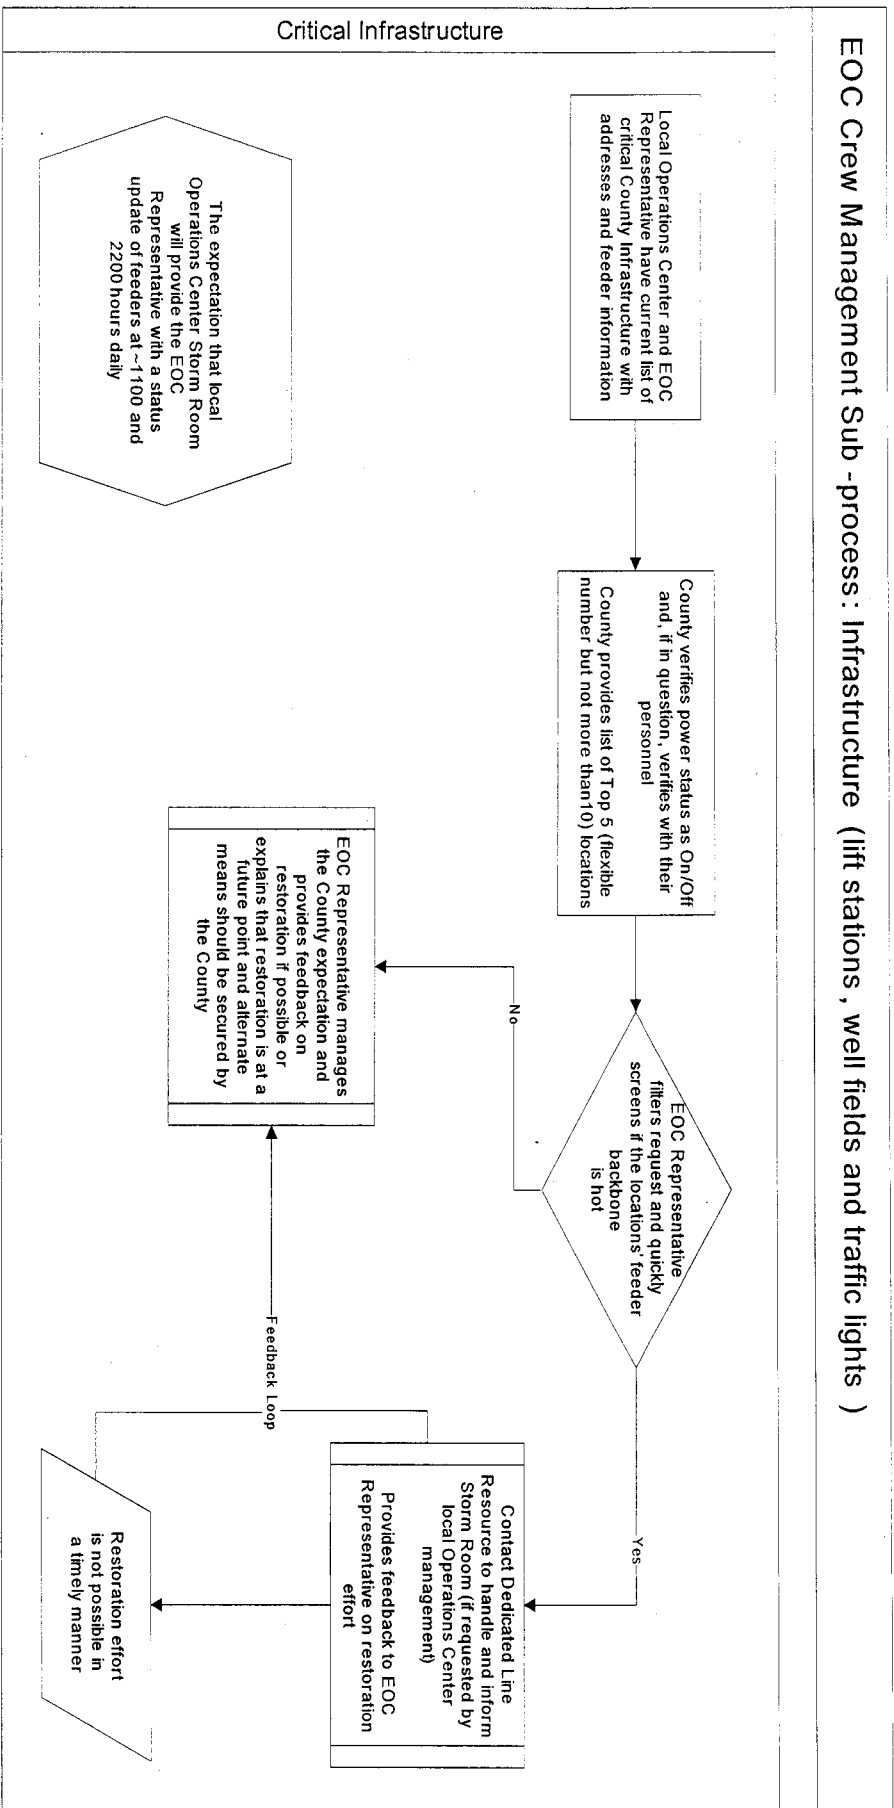 EOC Crew Management Sub -process: Infrastructure (lift stations, well fields and traffic lights )
Critical Infrastructure
Local Operations Center and EOC
Representative have current list of
critical County Infrastructure with
addresses and feeder information
County verifies power status as On/Off
and, if in question, verifies with their
personnel
County provides list of Top 5 (flexible
number but not more than10) locations
EOC Representative
filters request and quickly
screens if the locations' feeder
backbone
is hot
Yes
No
Contact Dedicated Line
Resource to handle and inform
Storm Room (if requested by
local Operations Center
management)
Provides feedback to EOC
Representative on restoration
effort
EOC Representative manages
the County expectation and
provides feedback on
restoration if possible or
explains that restoration is at a
future point and alternate
means should be secured by
the County
Feedback Loop
Restoration effort
is not possible in
a timely manner
The expectation that local
Operations Center Storm Room
will provide the EOC
Representative with a status
update of feeders at ~1100 and
2200 hours daily